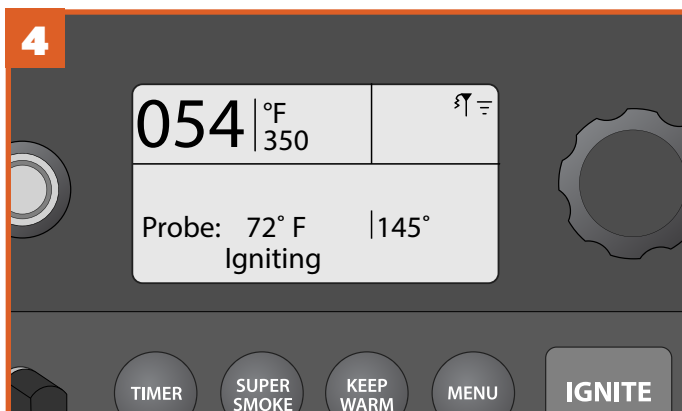 4
054 °F
350
Probe: 72° F 145°
Igniting
TIMER
SUPER
SMOKE
KEEP
WARM
MENU
IGNITE